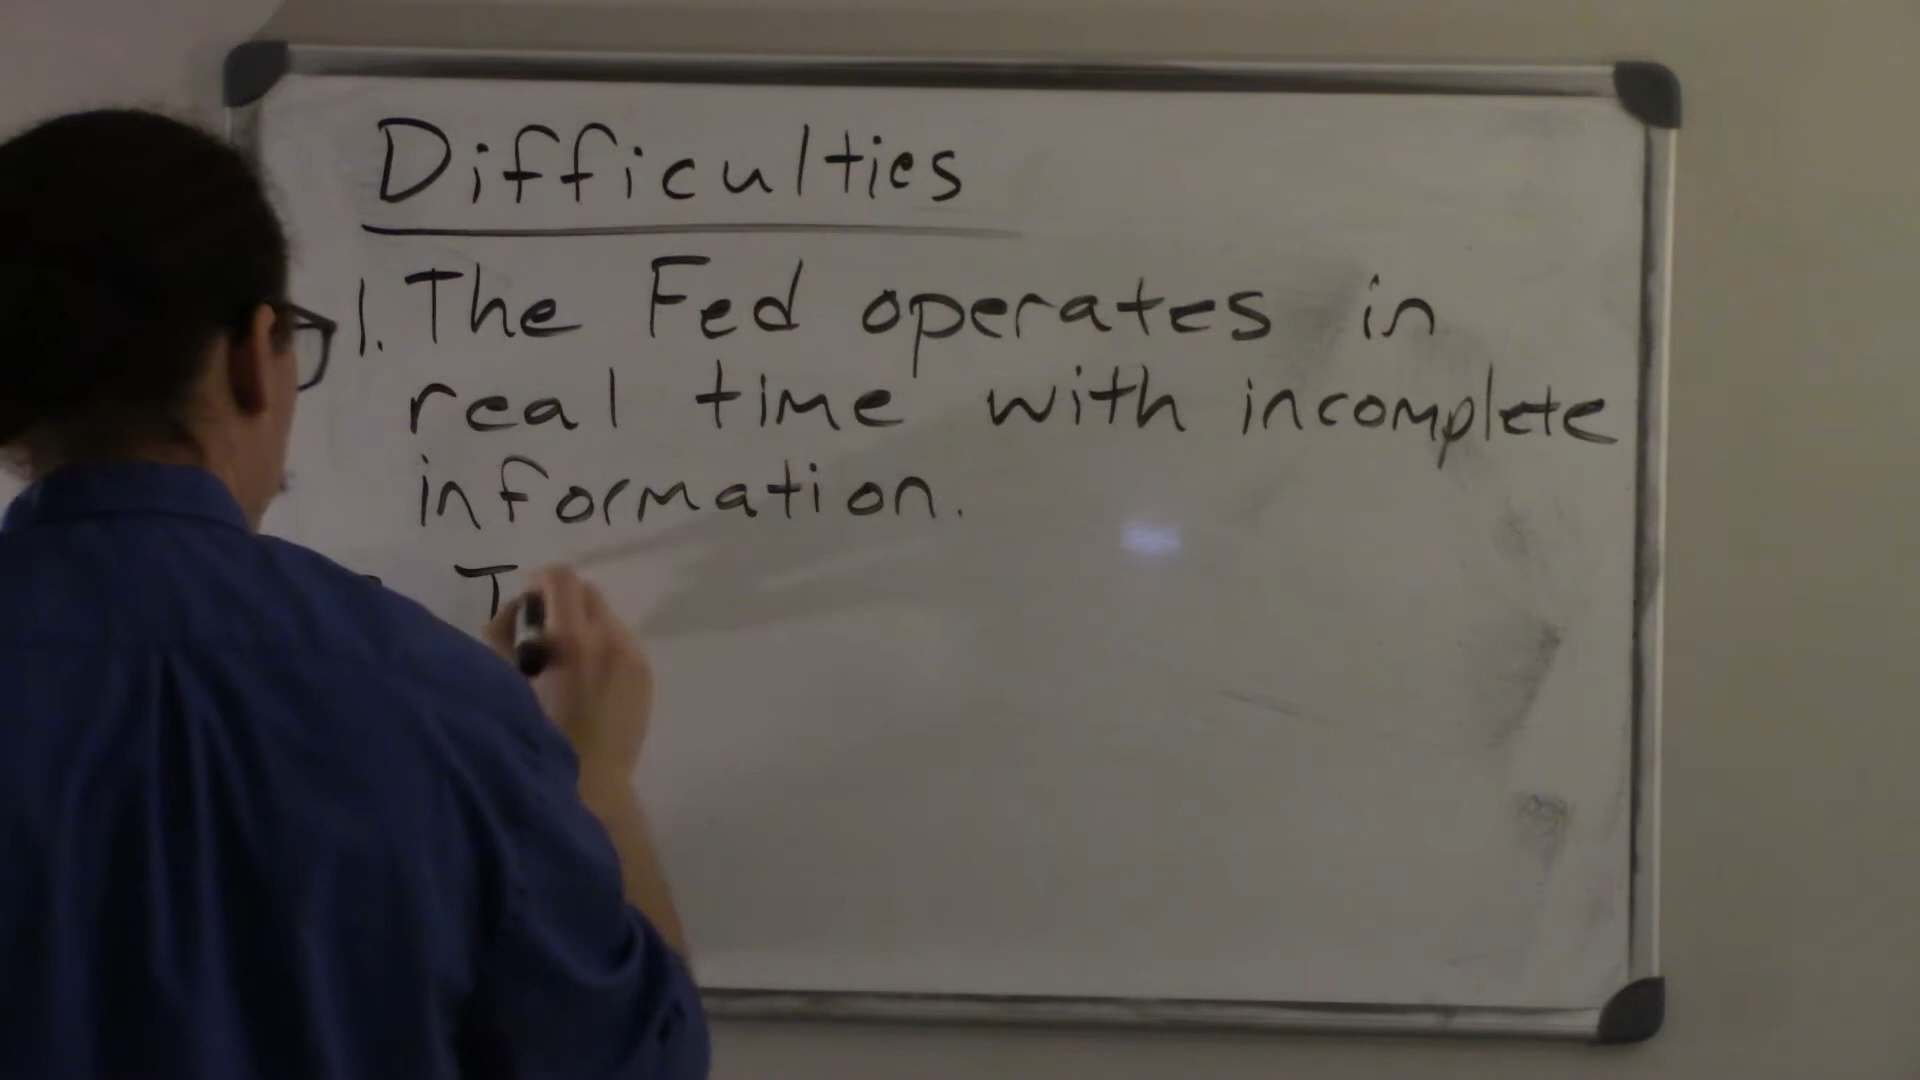 Difficulties
1. The Fed operates in
real time with incomplete
information.
T